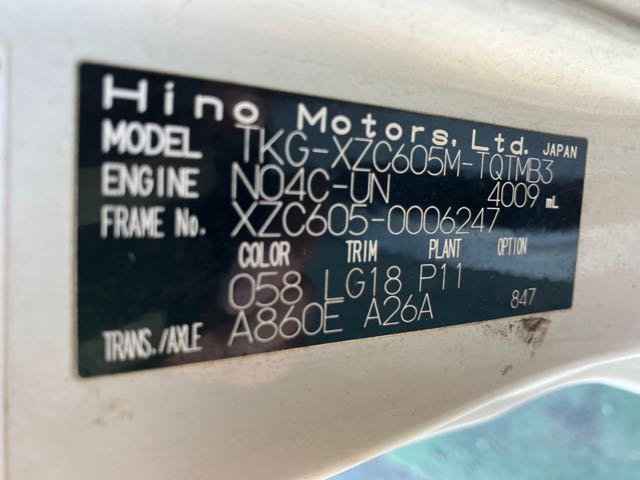 Hino Motors, Ltd. JAPAN
MODEL TKG-XZC605M-TQTMB3
ENGINE N04C-UN 4009 mL
FRAME No. XZC605-0006247
COLOR TRIM PLANT OPTION
058 LG18 P11 847
TRANS./AXLE A860E A26A